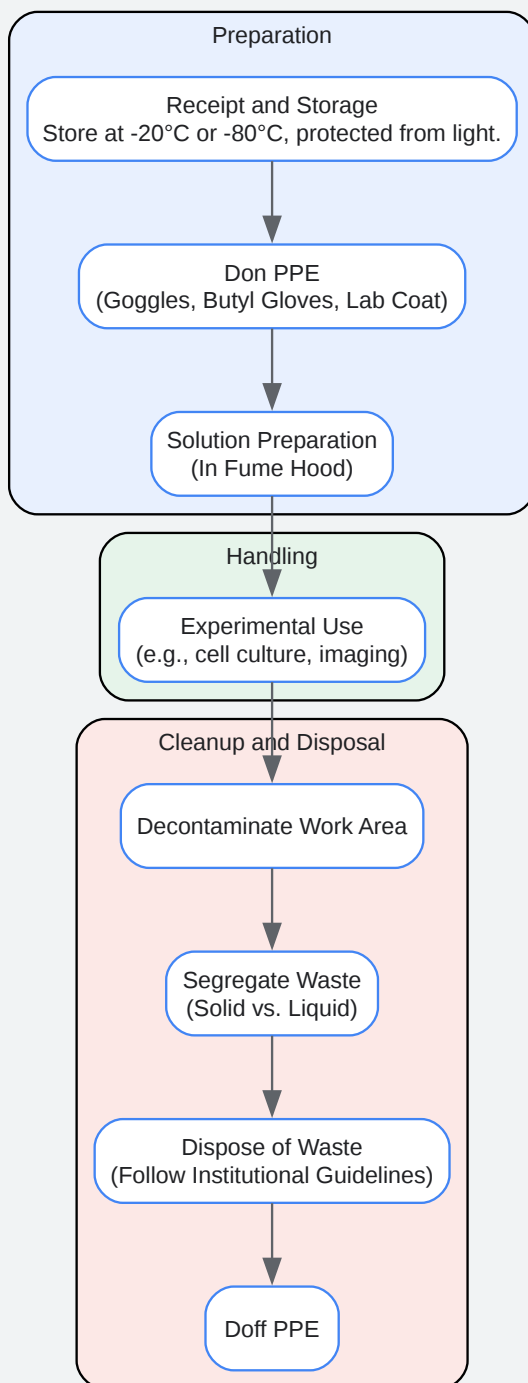 Preparation
Receipt and Storage
Store at -20°C or -80°C, protected from light.
Don PPE
(Goggles, Butyl Gloves, Lab Coat)
Solution Preparation
(In Fume Hood)
Handling
Experimental Use
(e.g., cell culture, imaging)
Cleanup and Disposal
Decontaminate Work Area
Segregate Waste
(Solid vs. Liquid)
Dispose of Waste
(Follow Institutional Guidelines)
Doff PPE